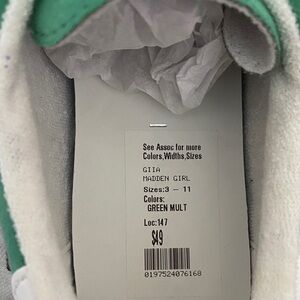 See Assoc for more
Colors,Widths,Sizes
GIIA
MADDEN GIRL
Sizes:3 - 11
Colors:
GREEN MULT
Loc:147
$49
0197524076168